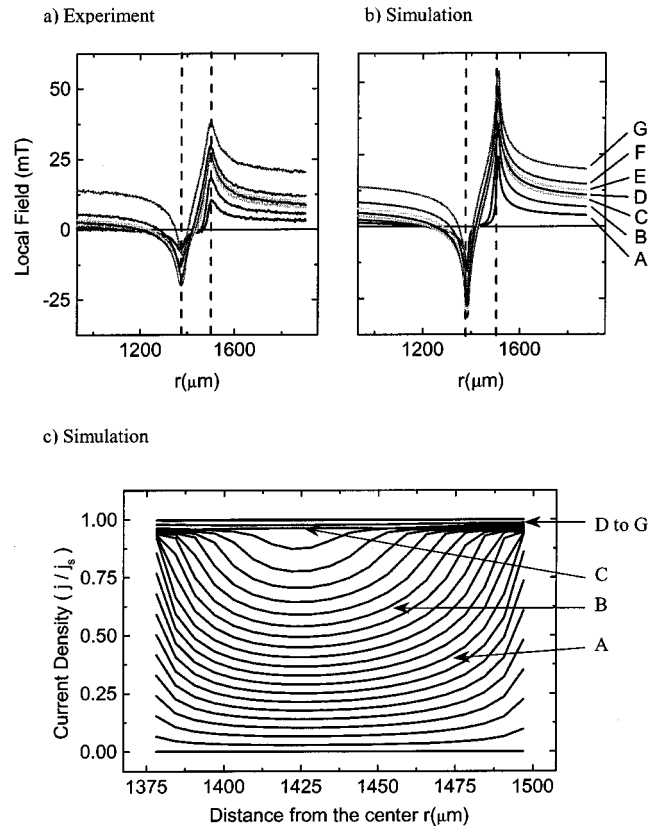 a) Experiment
b) Simulation
Local Field (mT)
50
25
0
-25
1200
1600
r(μm)
1200
1600
r(μm)
G
F
E
D
C
B
A
c) Simulation
Current Density ( j / js )
1.00
0.75
0.50
0.25
0.00
1375
1400
1425
1450
1475
1500
Distance from the center r(μm)
D to G
C
B
A